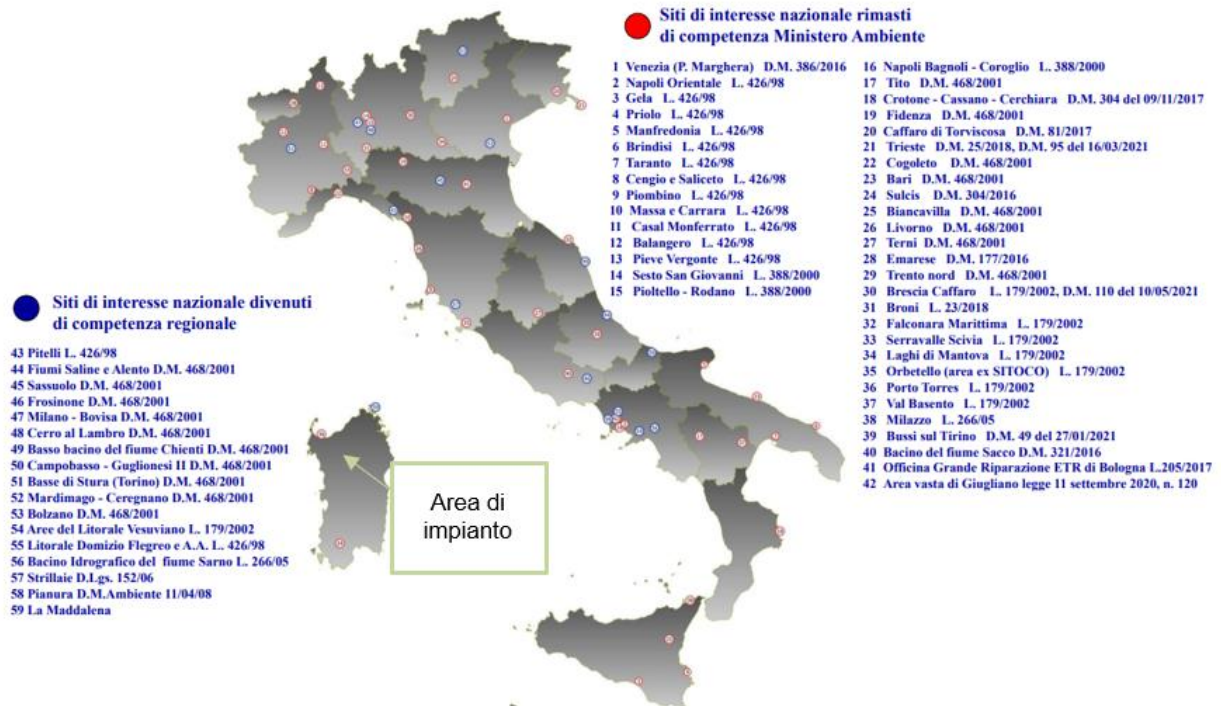 Siti di interesse nazionale rimasti
di competenza Ministero Ambiente
1 Venezia (P. Marghera) D.M. 386/2016
2 Napoli Orientale L. 426/98
3 Gela L. 426/98
4 Priolo L. 426/98
5 Manfredonia L. 426/98
6 Brindisi L. 426/98
7 Taranto L. 426/98
8 Cengio e Saliceto L. 426/98
9 Piombino L. 426/98
10 Massa e Carrara L. 426/98
11 Casal Monferrato L. 426/98
12 Balangero L. 426/98
13 Pieve Vergonte L. 426/98
14 Sesto San Giovanni L. 388/2000
15 Pioltello - Rodano L. 388/2000
16 Napoli Bagnoli - Coroglio L. 388/2000
17 Tito D.M. 468/2001
18 Crotone - Cassano - Cerchiara D.M. 304 del 09/11/2017
19 Fidenza D.M. 468/2001
20 Caffaro di Torviscosa D.M. 81/2017
21 Trieste D.M. 25/2018, D.M. 95 del 16/03/2021
22 Cogoleto D.M. 468/2001
23 Bari D.M. 468/2001
24 Sulcis D.M. 304/2016
25 Biancavilla D.M. 468/2001
26 Livorno D.M. 468/2001
27 Terni D.M. 468/2001
28 Emarese D.M. 177/2016
29 Trento nord D.M. 468/2001
30 Brescia Caffaro L. 179/2002, D.M. 110 del 10/05/2021
31 Broni L. 23/2018
32 Falconara Marittima L. 179/2002
33 Serravalle Scivia L. 179/2002
34 Laghi di Mantova L. 179/2002
35 Orbetello (area ex SITOCO) L. 179/2002
36 Porto Torres L. 179/2002
37 Val Basento L. 179/2002
38 Milazzo L. 266/05
39 Bussi sul Tirino D.M. 49 del 27/01/2021
40 Bacino del fiume Sacco D.M. 321/2016
41 Officina Grande Riparazione ETR di Bologna L.205/2017
42 Area vasta di Giugliano legge 11 settembre 2020, n. 120
Siti di interesse nazionale divenuti
di competenza regionale
43 Pitelli L. 426/98
44 Fiumi Saline e Alento D.M. 468/2001
45 Sassuolo D.M. 468/2001
46 Frosinone D.M. 468/2001
47 Milano - Bovisa D.M. 468/2001
48 Cerro al Lambro D.M. 468/2001
49 Basso bacino del fiume Chienti D.M. 468/2001
50 Campobasso - Guglionesi II D.M. 468/2001
51 Basse di Stura (Torino) D.M. 468/2001
52 Mardimago - Ceregnano D.M. 468/2001
53 Bolzano D.M. 468/2001
54 Aree del Litorale Vesuviano L. 179/2002
55 Litorale Domizio Flegreo e A.A. L. 426/98
56 Bacino Idrografico del fiume Sarno L. 266/05
57 Strillaie D.Lgs. 152/06
58 Pianura D.M.Ambiente 11/04/08
59 La Maddalena
Area di
impianto